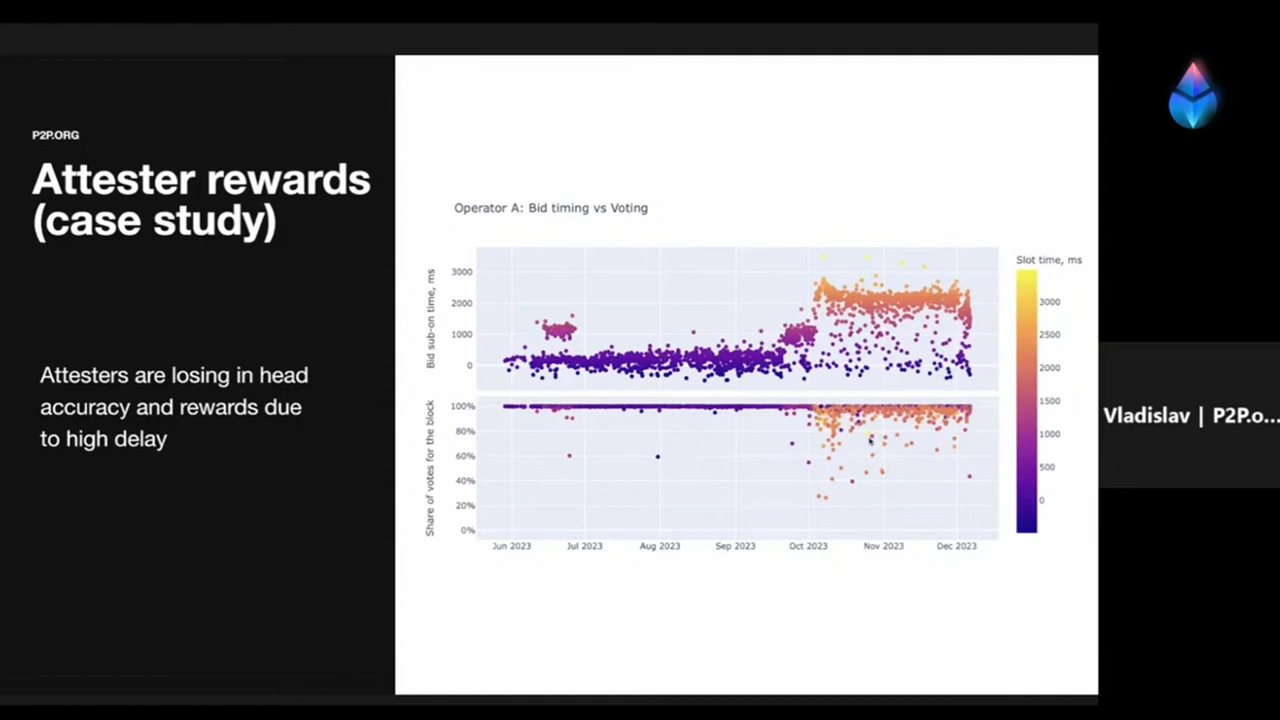 P2P.ORG
Attester rewards
(case study)
Attesters are losing in head
accuracy and rewards due
to high delay
Operator A: Bid timing vs Voting
Slot time, ms
Bid sub-on time, ms
3000
2000
1000
0
3000
2500
2000
1500
1000
500
0
Share of votes for the block
100%
80%
60%
40%
20%
0%
Jun 2023
Jul 2023
Aug 2023
Sep 2023
Oct 2023
Nov 2023
Dec 2023
Vladislav | P2P.o...